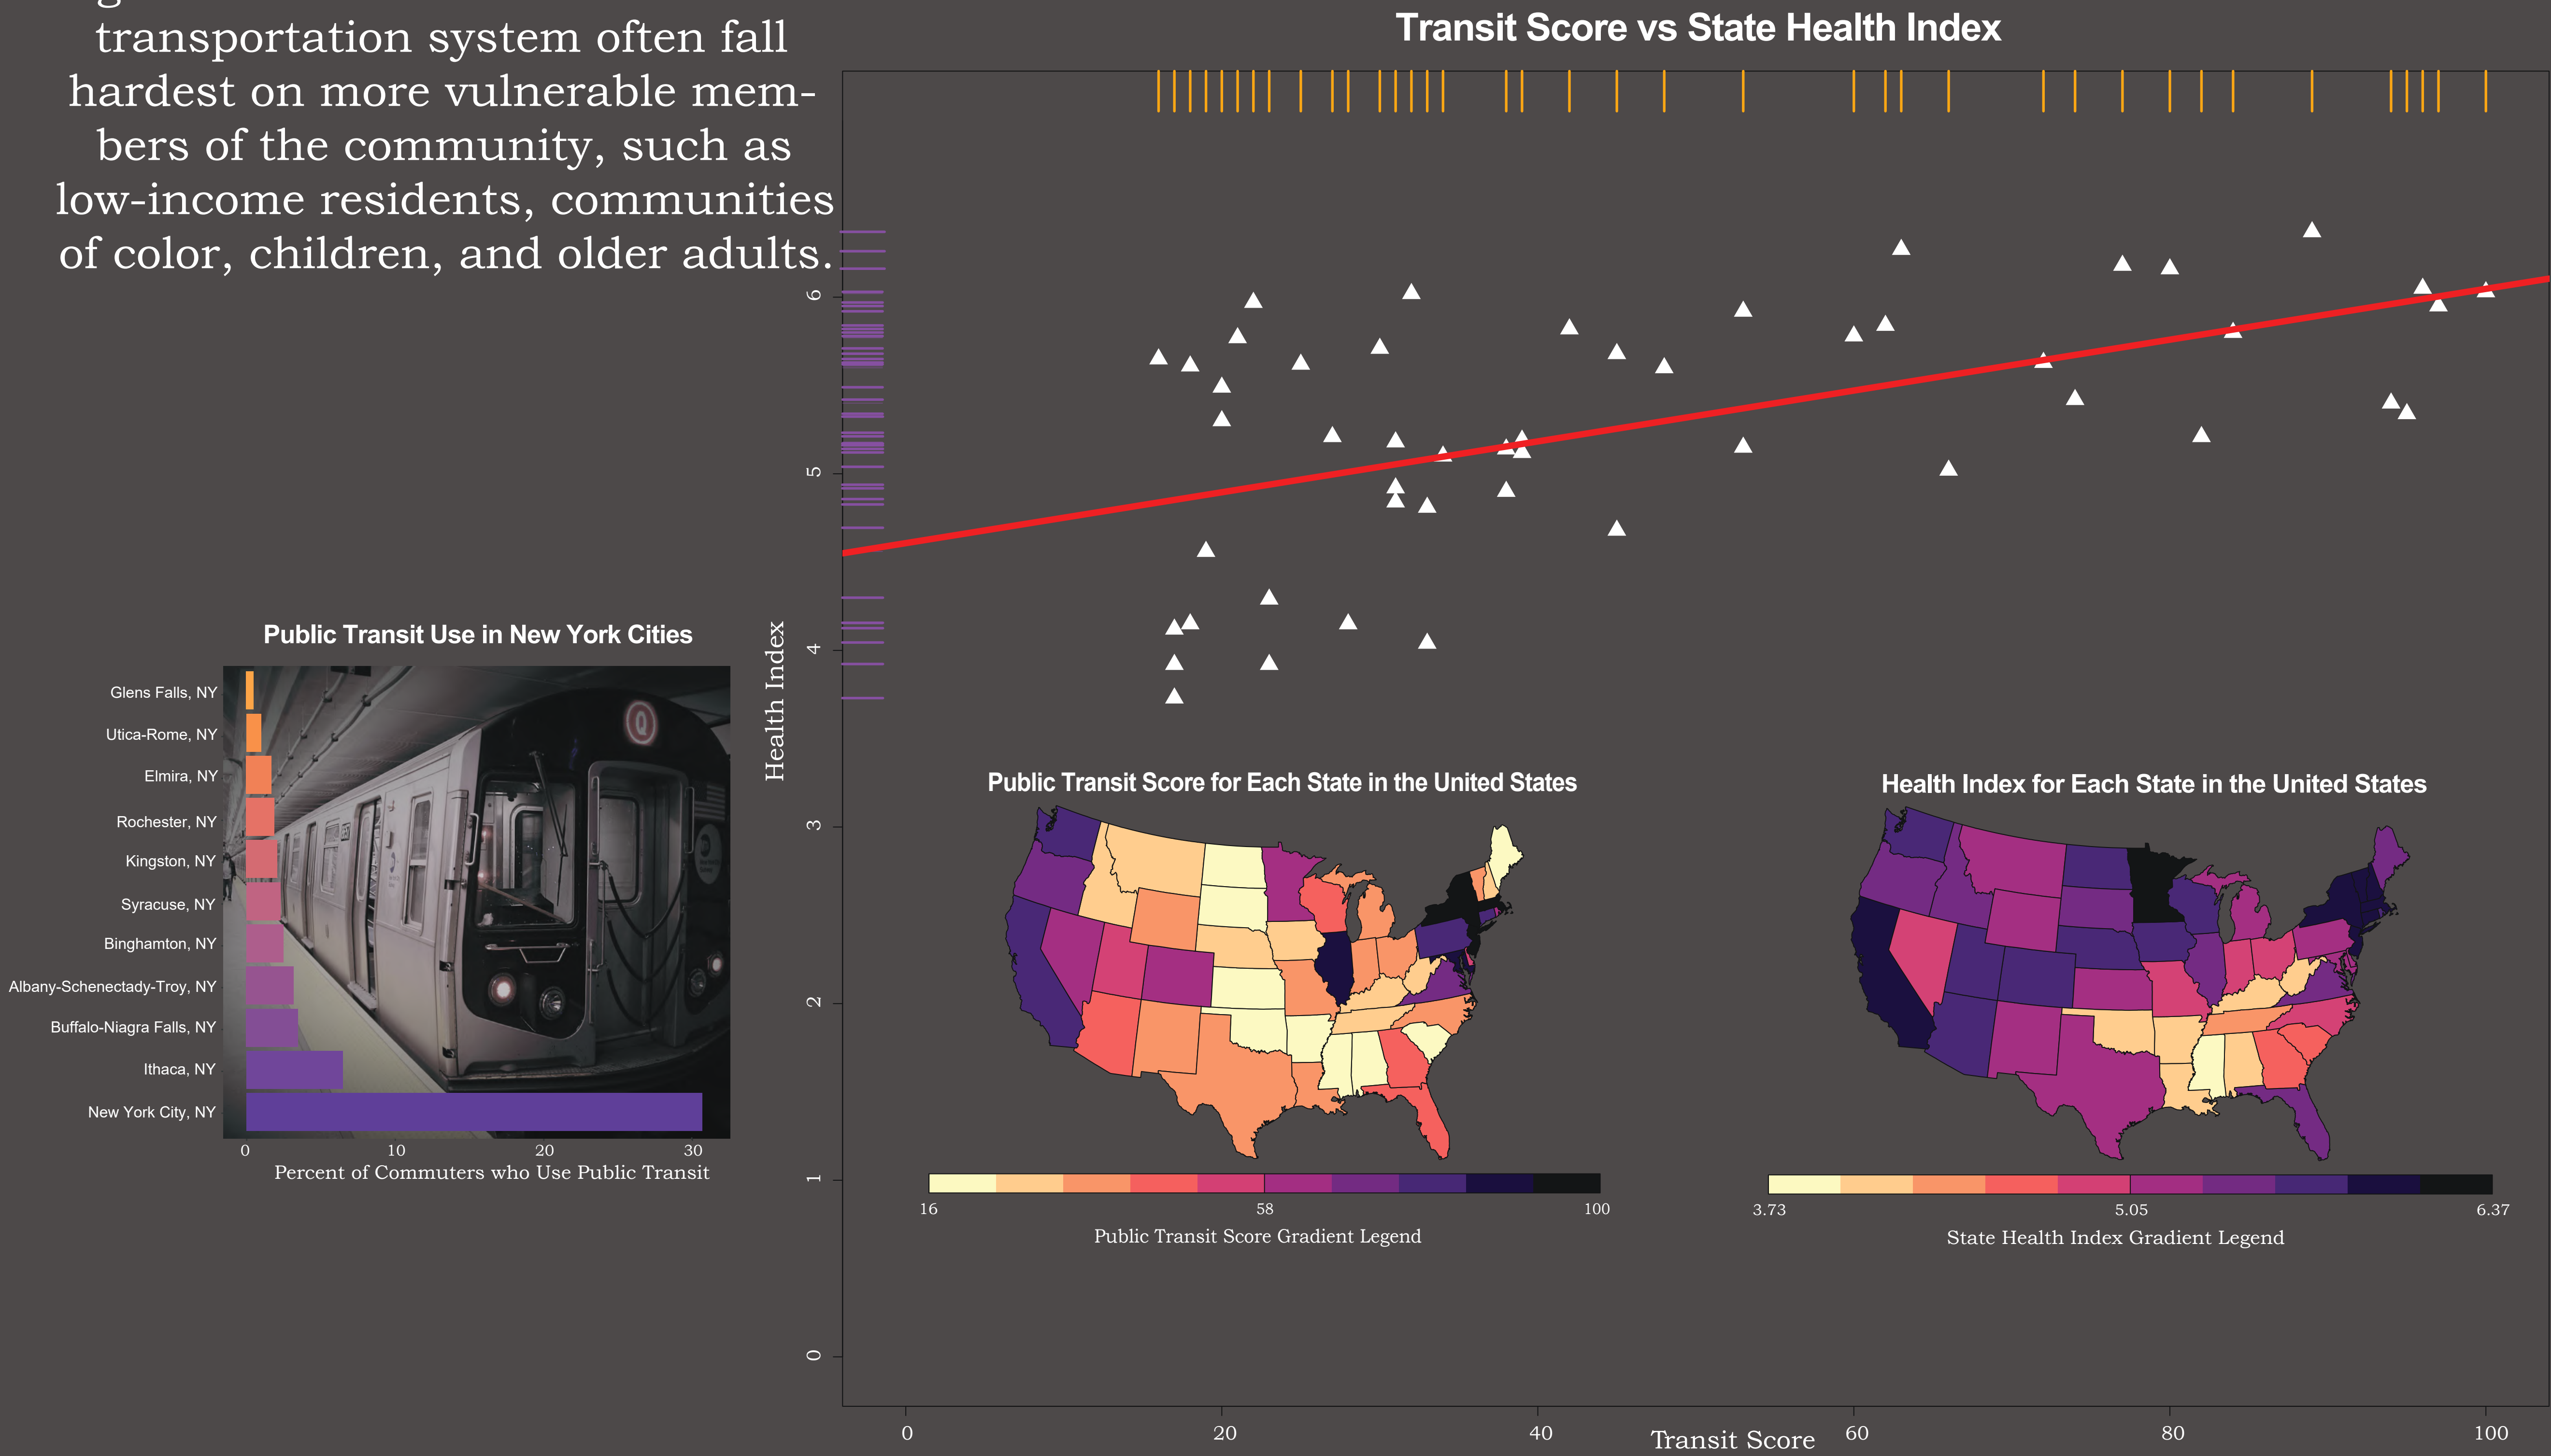 transportation system often fall
hardest on more vulnerable mem-
bers of the community, such as
low-income residents, communities
of color, children, and older adults.
Public Transit Use in New York Cities
Glens Falls, NY
Utica-Rome, NY
Elmira, NY
Rochester, NY
Kingston, NY
Syracuse, NY
Binghamton, NY
Albany-Schenectady-Troy, NY
Buffalo-Niagra Falls, NY
Ithaca, NY
New York City, NY
Q
0 10 20 30
Percent of Commuters who Use Public Transit
Transit Score vs State Health Index
Health Index
6
5
4
3
2
1
0
Public Transit Score for Each State in the United States
16 58 100
Public Transit Score Gradient Legend
Health Index for Each State in the United States
3.73 5.05 6.37
State Health Index Gradient Legend
0 20 40 60 80 100
Transit Score